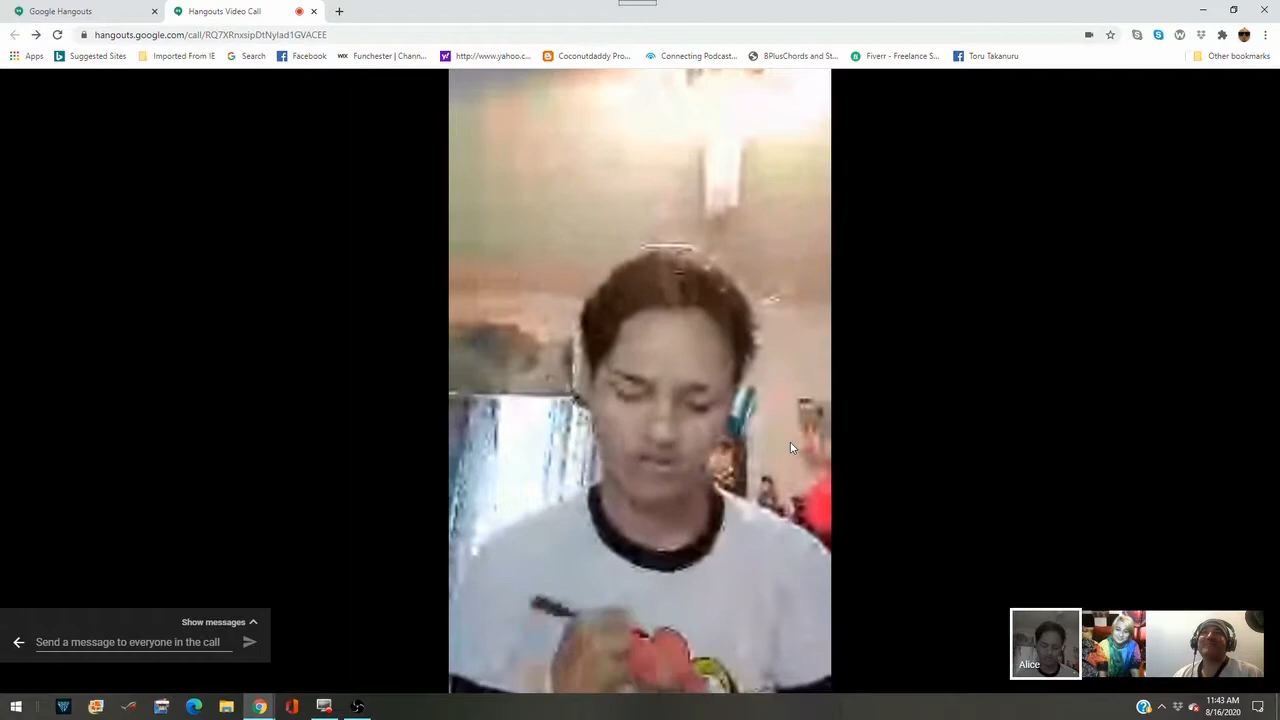 Google Hangouts
Hangouts Video Call
hangouts.google.com/call/RQ7XRnxsipDtNylad1GVACEE
Apps
Suggested Sites
Imported From IE
Search
Facebook
Funchester | Chann...
http://www.yahoo.c...
Coconutdaddy Pro...
Connecting Podcast...
8PlusChords and St...
Fiverr - Freelance S...
Toru Takanuru
Other bookmarks
Show messages
Send a message to everyone in the call
Alice
11:43 AM
8/16/2020